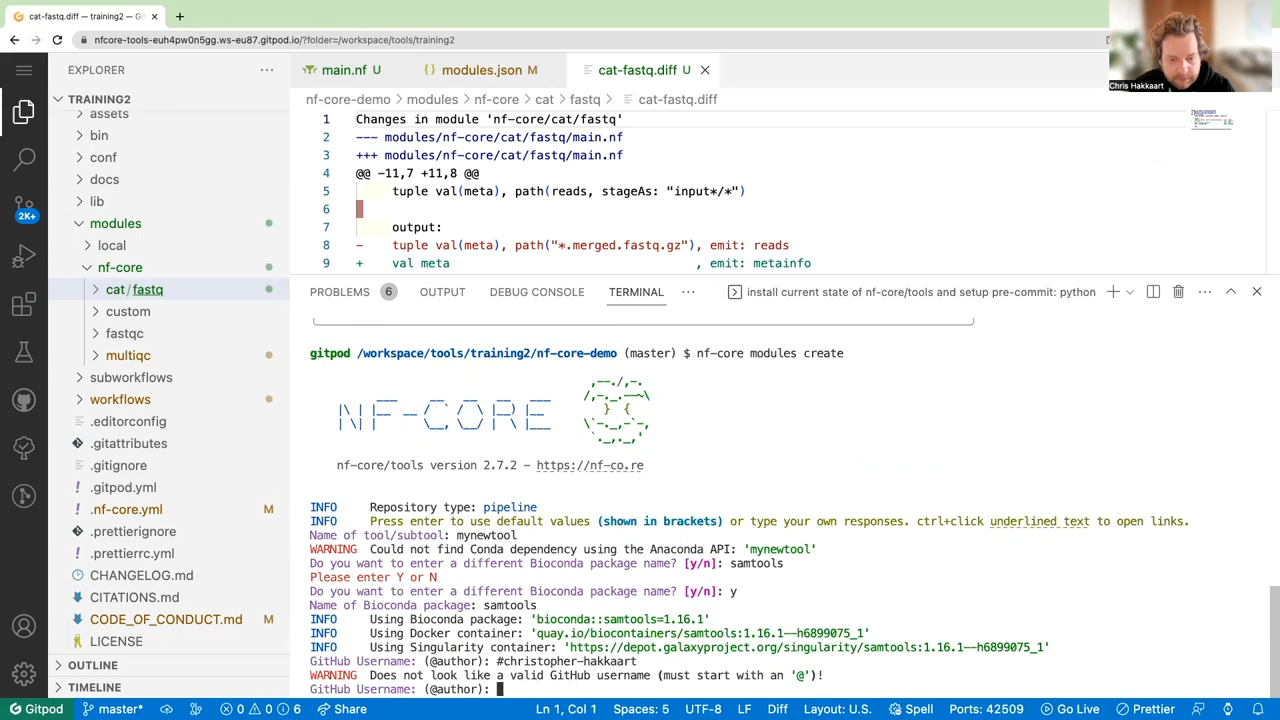 cat-fastq.diff — training2 — Gi
nfcore-tools-euh4pw0n5gg.ws-eu87.gitpod.io/?folder=/workspace/tools/training2
Chris Hakkaart
EXPLORER
main.nf U
modules.json M
cat-fastq.diff U
TRAINING2
nf-core-demo > modules > nf-core > cat > fastq > cat-fastq.diff
assets
bin
conf
docs
lib
modules
local
nf-core
cat / fastq
custom
fastqc
multiqc
subworkflows
workflows
.editorconfig
.gitattributes
.gitignore
.gitpod.yml
.nf-core.yml M
.prettierignore
.prettierrc.yml
CHANGELOG.md
CITATIONS.md
CODE_OF_CONDUCT.md M
LICENSE
OUTLINE
TIMELINE
2K+
1 Changes in module 'nf-core/cat/fastq'
2 --- modules/nf-core/cat/fastq/main.nf
3 +++ modules/nf-core/cat/fastq/main.nf
4 @@ -11,7 +11,8 @@
5 tuple val(meta), path(reads, stageAs: "input*/*")
6
7 output:
8 - tuple val(meta), path("*.merged.fastq.gz"), emit: reads
9 + val meta , emit: metainfo
PROBLEMS 6 OUTPUT DEBUG CONSOLE TERMINAL ··· install current state of nf-core/tools and setup pre-commit: python
gitpod /workspace/tools/training2/nf-core-demo (master) $ nf-core modules create
nf-core/tools version 2.7.2 - https://nf-co.re
INFO Repository type: pipeline
INFO Press enter to use default values (shown in brackets) or type your own responses. ctrl+click underlined text to open links.
Name of tool/subtool: mynewtool
WARNING Could not find Conda dependency using the Anaconda API: 'mynewtool'
Do you want to enter a different Bioconda package name? [y/n]: samtools
Please enter Y or N
Do you want to enter a different Bioconda package name? [y/n]: y
Name of Bioconda package: samtools
INFO Using Bioconda package: 'bioconda::samtools=1.16.1'
INFO Using Docker container: 'quay.io/biocontainers/samtools:1.16.1--h6899075_1'
INFO Using Singularity container: 'https://depot.galaxyproject.org/singularity/samtools:1.16.1--h6899075_1'
GitHub Username: (@author): #christopher-hakkaart
WARNING Does not look like a valid GitHub username (must start with an '@')!
GitHub Username: (@author):
Gitpod master* 0 0 6 Share Ln 1, Col 1 Spaces: 5 UTF-8 LF Diff Layout: U.S. Spell Ports: 42509 Go Live Prettier